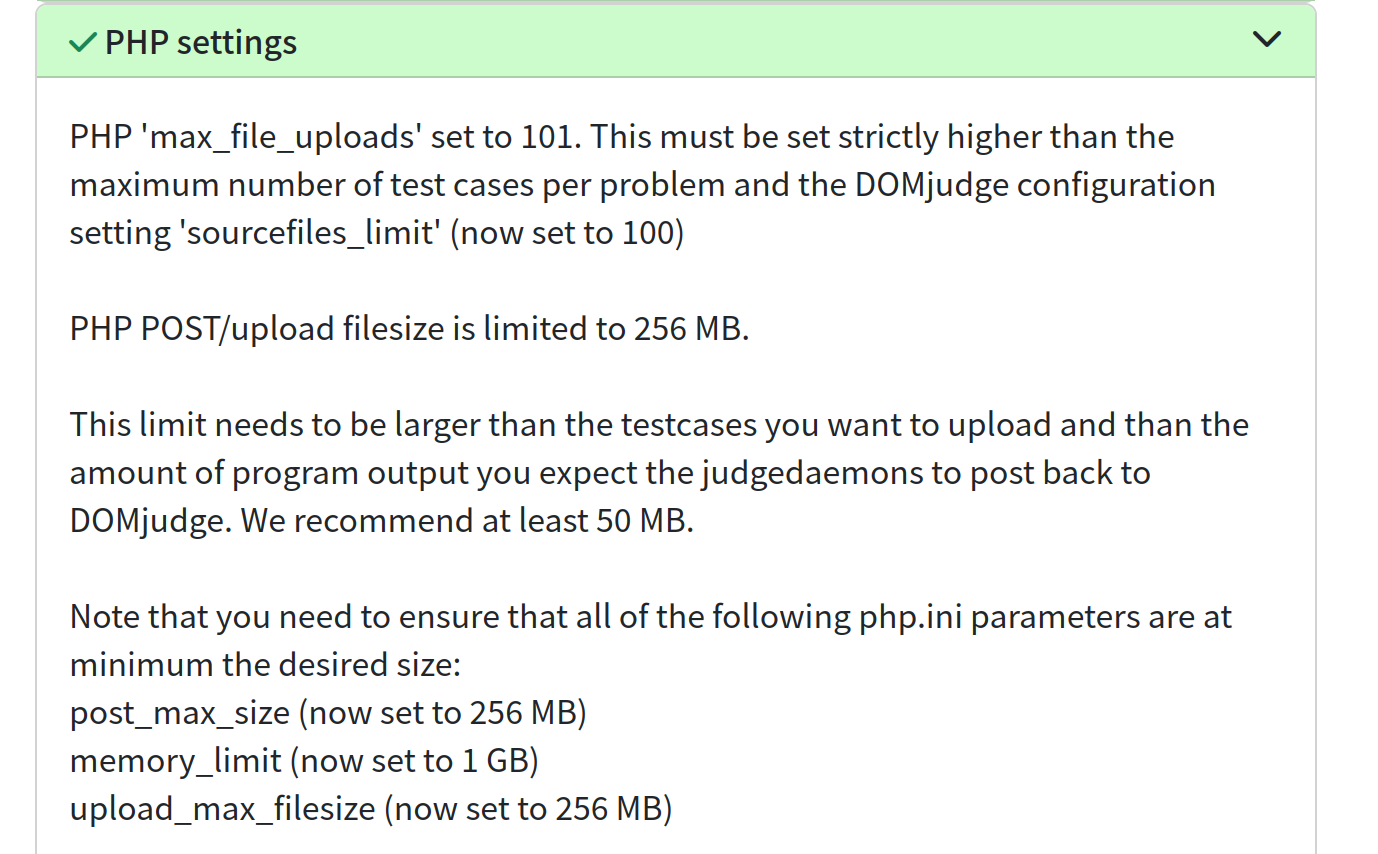 PHP settings
PHP 'max_file_uploads' set to 101. This must be set strictly higher than the
maximum number of test cases per problem and the DOMjudge configuration
setting 'sourcefiles_limit' (now set to 100)
PHP POST/upload filesize is limited to 256 MB.
This limit needs to be larger than the testcases you want to upload and than the
amount of program output you expect the judgedaemons to post back to
DOMjudge. We recommend at least 50 MB.
Note that you need to ensure that all of the following php.ini parameters are at
minimum the desired size:
post_max_size (now set to 256 MB)
memory_limit (now set to 1 GB)
upload_max_filesize (now set to 256 MB)